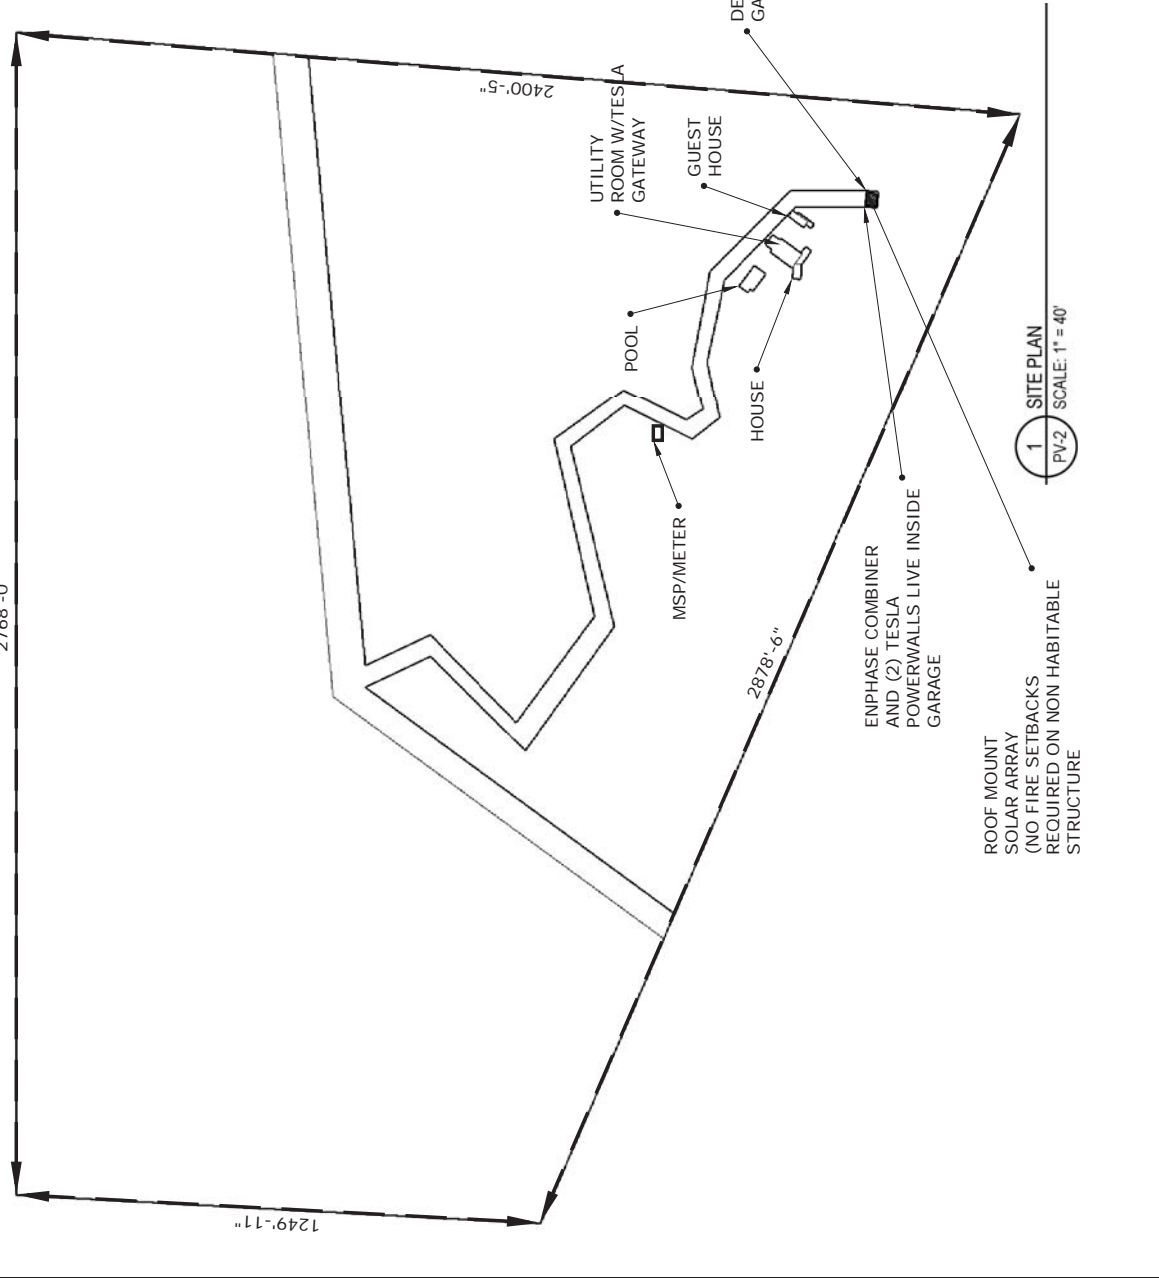 2400'-5"
UTILITY
ROOM W/TESLA
GATEWAY
GUEST
HOUSE
DE
GA
POOL
HOUSE
MSP/METER
2878'-6"
1249'-11"
ENPHASE COMBINER
AND (2) TESLA
POWERWALLS LIVE INSIDE
GARAGE
ROOF MOUNT
SOLAR ARRAY
(NO FIRE SETBACKS
REQUIRED ON NON HABITABLE
STRUCTURE
1
PV-2
SITE PLAN
SCALE: 1" = 40'